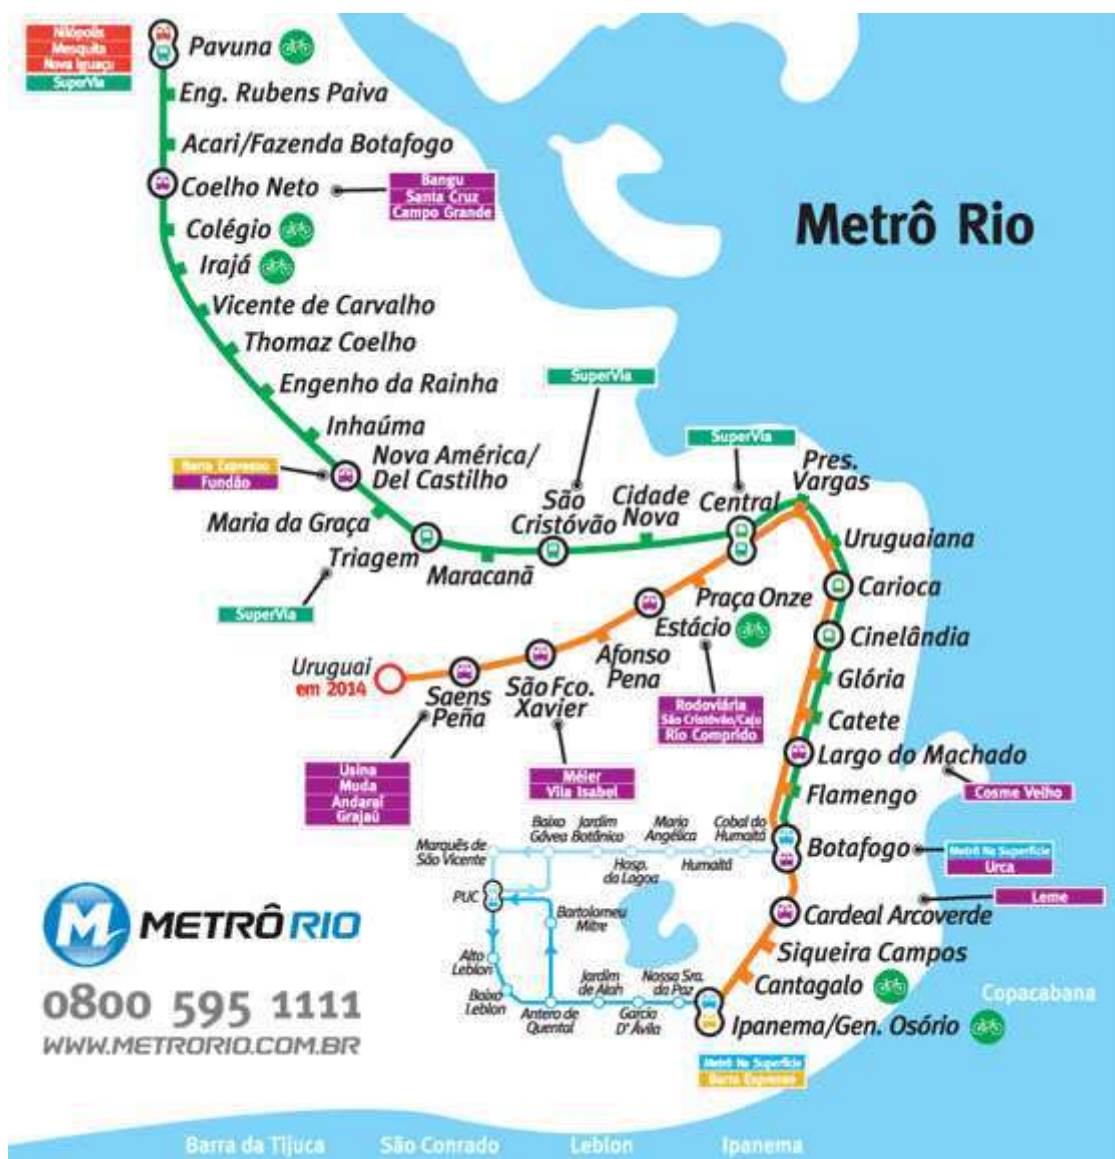 Nilópolis
Mesquita
Nova Iguaçu
SuperVia
Pavuna
Eng. Rubens Paiva
Acari/Fazenda Botafogo
Coelho Neto
Bangu
Santa Cruz
Campo Grande
Metrô Rio
Colégio
Irajá
Vicente de Carvalho
Thomaz Coelho
Engenho da Rainha
SuperVia
Inhaúma
SuperVia
Nova América/
Del Castilho
Barra Expresso
Fundão
Pres.
Vargas
São
Cristóvão
Cidade
Nova
Central
Maria da Graça
Triagem
Maracanã
Uruguaiana
SuperVia
Praça Onze
Carioca
Estácio
Cinelândia
Afonso
Pena
Uruguai
em 2014
Saens
Peña
São Fco.
Xavier
Glória
Rodoviária
São Cristóvão/Caju
Rio Comprido
Catete
Largo do Machado
Usina
Muda
Andaraí
Grajaú
Méier
Vila Isabel
Flamengo
Cosme Velho
Marquês de
São Vicente
Baixo
Gávea
Jardim
Botânico
Hosp.
da Lagoa
Maria
Angélica
Humaitá
Cobal do
Humaitá
Botafogo
Metrô Na Superfície
Urca
PUC
Leme
Bartolomeu
Mitre
Cardeal Arcoverde
METRÔ RIO
Siqueira Campos
Alto
Leblon
Cantagalo
Baixo
Leblon
Antero de
Quental
Jardim
de Alah
Garcia
D'Ávila
Nossa Sra.
da Paz
Copacabana
0800 595 1111
Ipanema/Gen. Osório
WWW.METRORIO.COM.BR
Metrô Na Superfície
Barra Expresso
Barra da Tijuca
São Conrado
Leblon
Ipanema